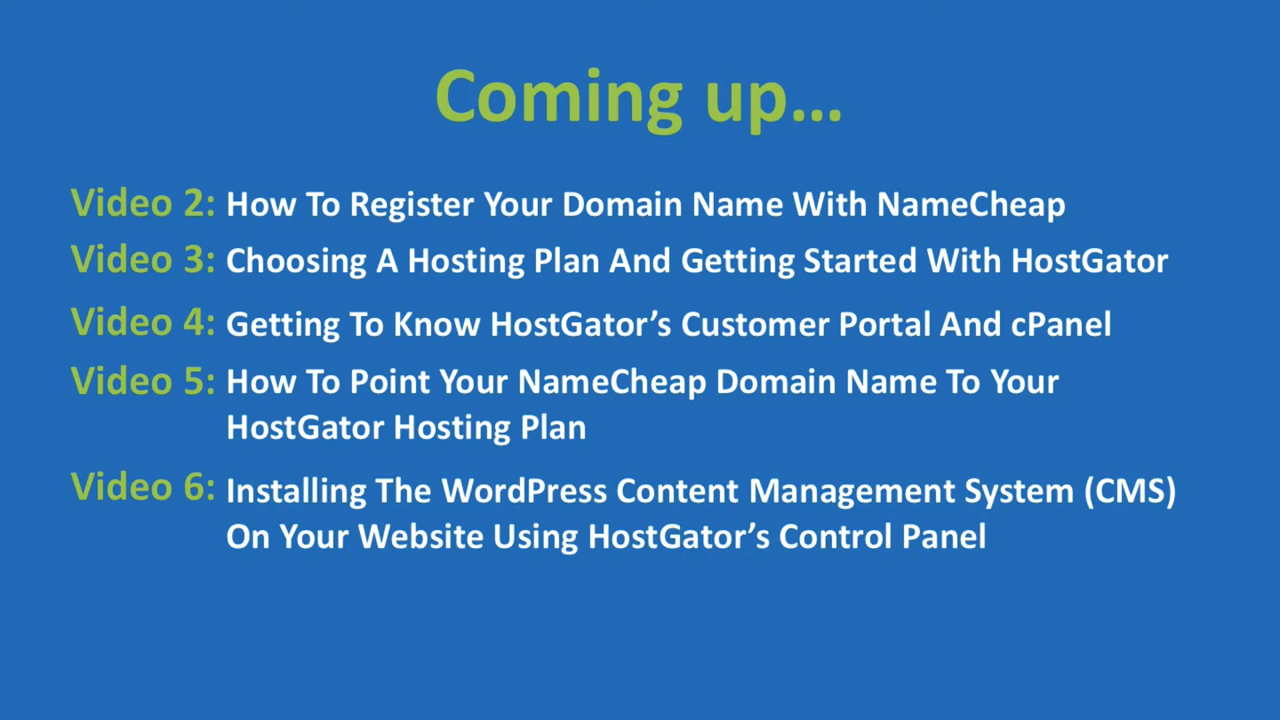 Coming up...
Video 2: How To Register Your Domain Name With NameCheap
Video 3: Choosing A Hosting Plan And Getting Started With HostGator
Video 4: Getting To Know HostGator’s Customer Portal And cPanel
Video 5: How To Point Your NameCheap Domain Name To Your
HostGator Hosting Plan
Video 6: Installing The WordPress Content Management System (CMS)
On Your Website Using HostGator’s Control Panel